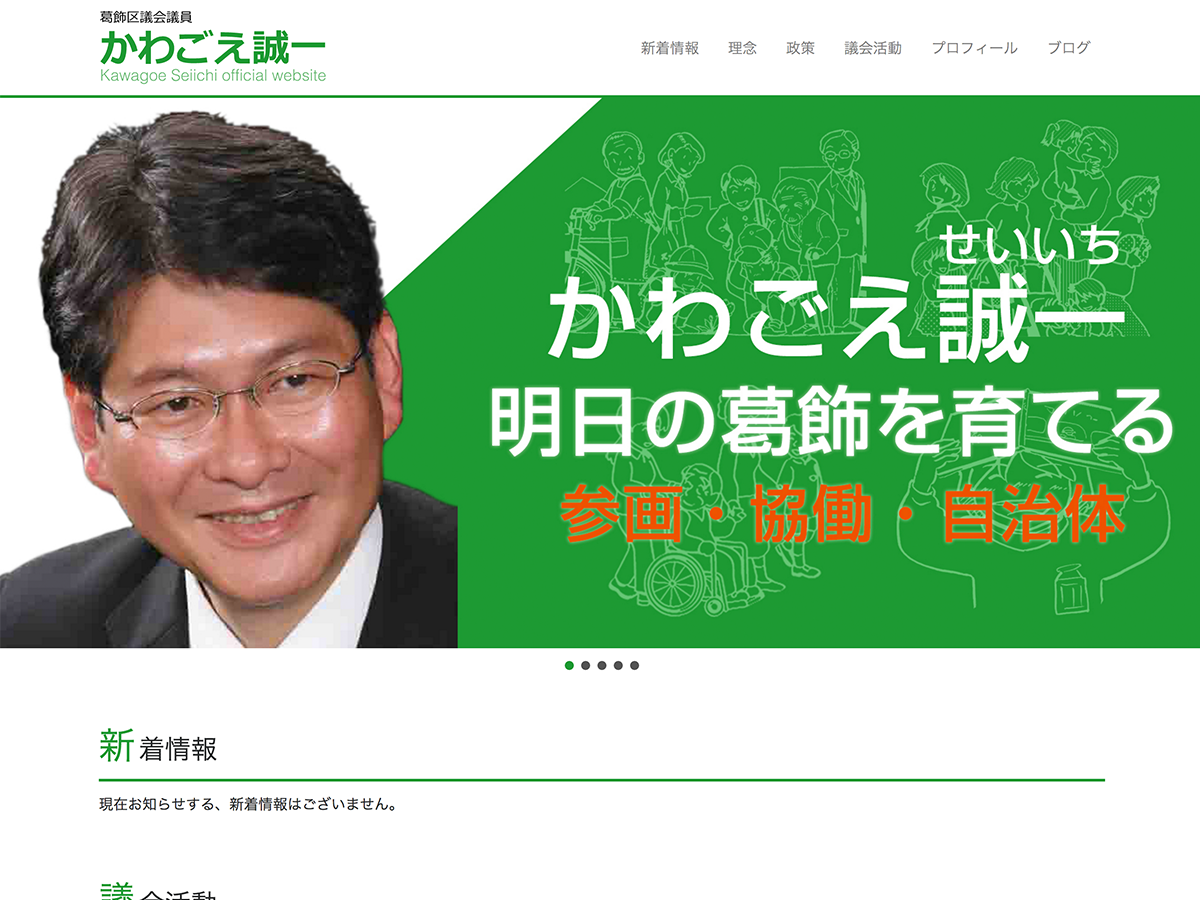 葛飾区議会議員
かわごえ誠一
Kawagoe Seiichi official website
新着情報 理念 政策 議会活動 プロフィール ブログ
せいいち
かわごえ誠一
明日の葛飾を育てる
参画・協働・自治体
新着情報
現在お知らせする、新着情報はございません。
議会活動